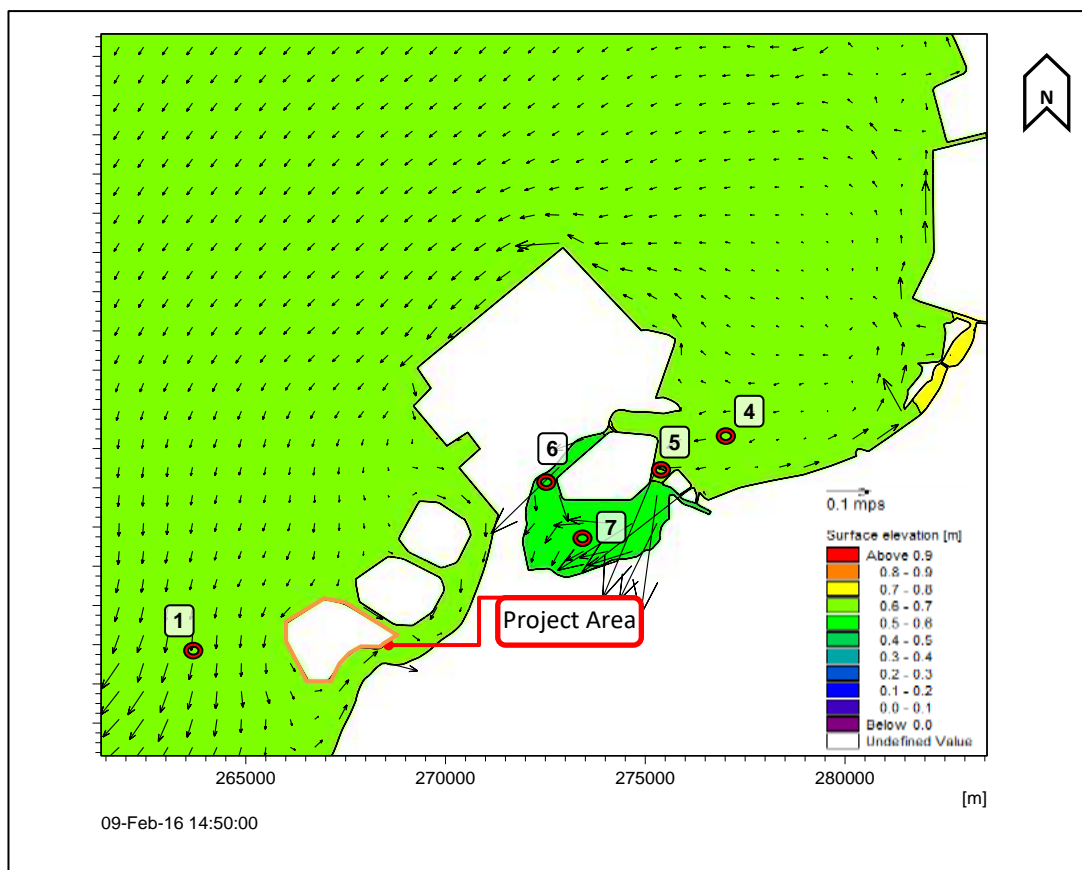 N
4
5
6
7
1
Project Area
0.1 mps
Surface elevation [m]
Above 0.9
0.8 - 0.9
0.7 - 0.8
0.6 - 0.7
0.5 - 0.6
0.4 - 0.5
0.3 - 0.4
0.2 - 0.3
0.1 - 0.2
0.0 - 0.1
Below 0.0
Undefined Value
265000 270000 275000 280000
[m]
09-Feb-16 14:50:00